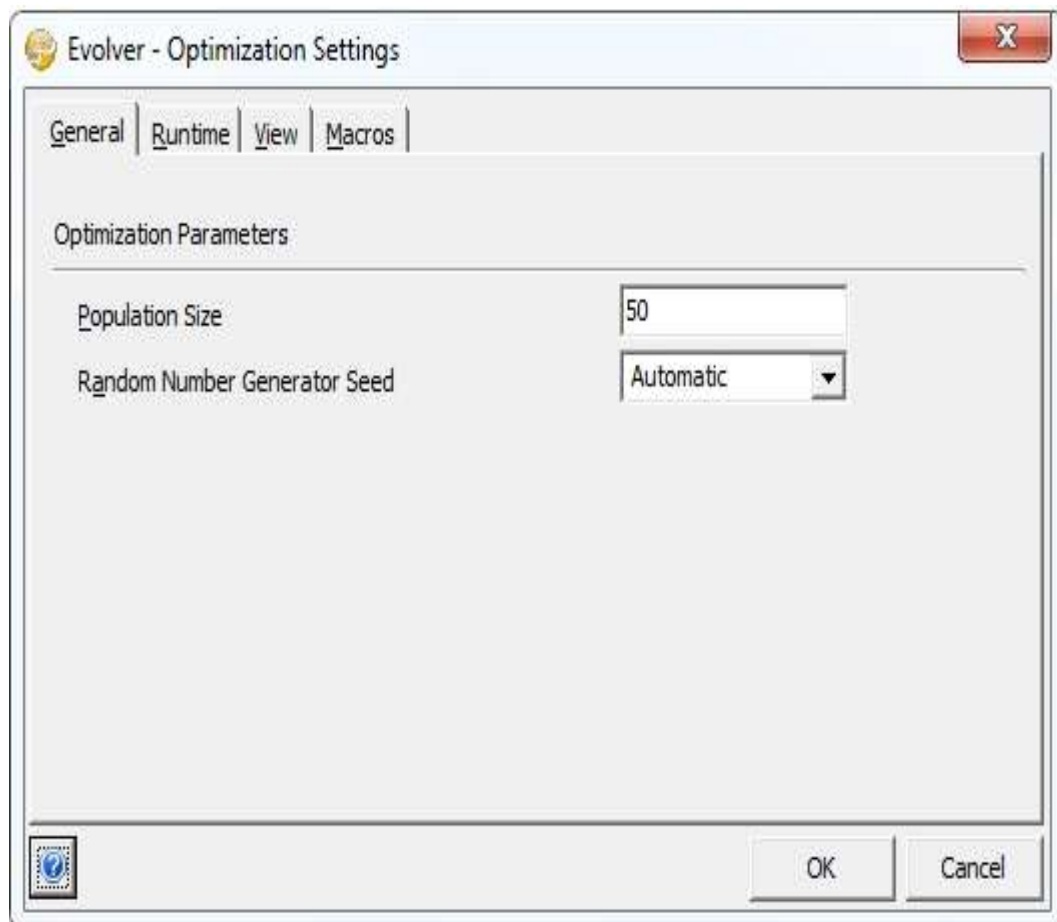 Evolver - Optimization Settings
X
General Runtime View Macros
Optimization Parameters
Population Size 50
Random Number Generator Seed Automatic
?
OK Cancel